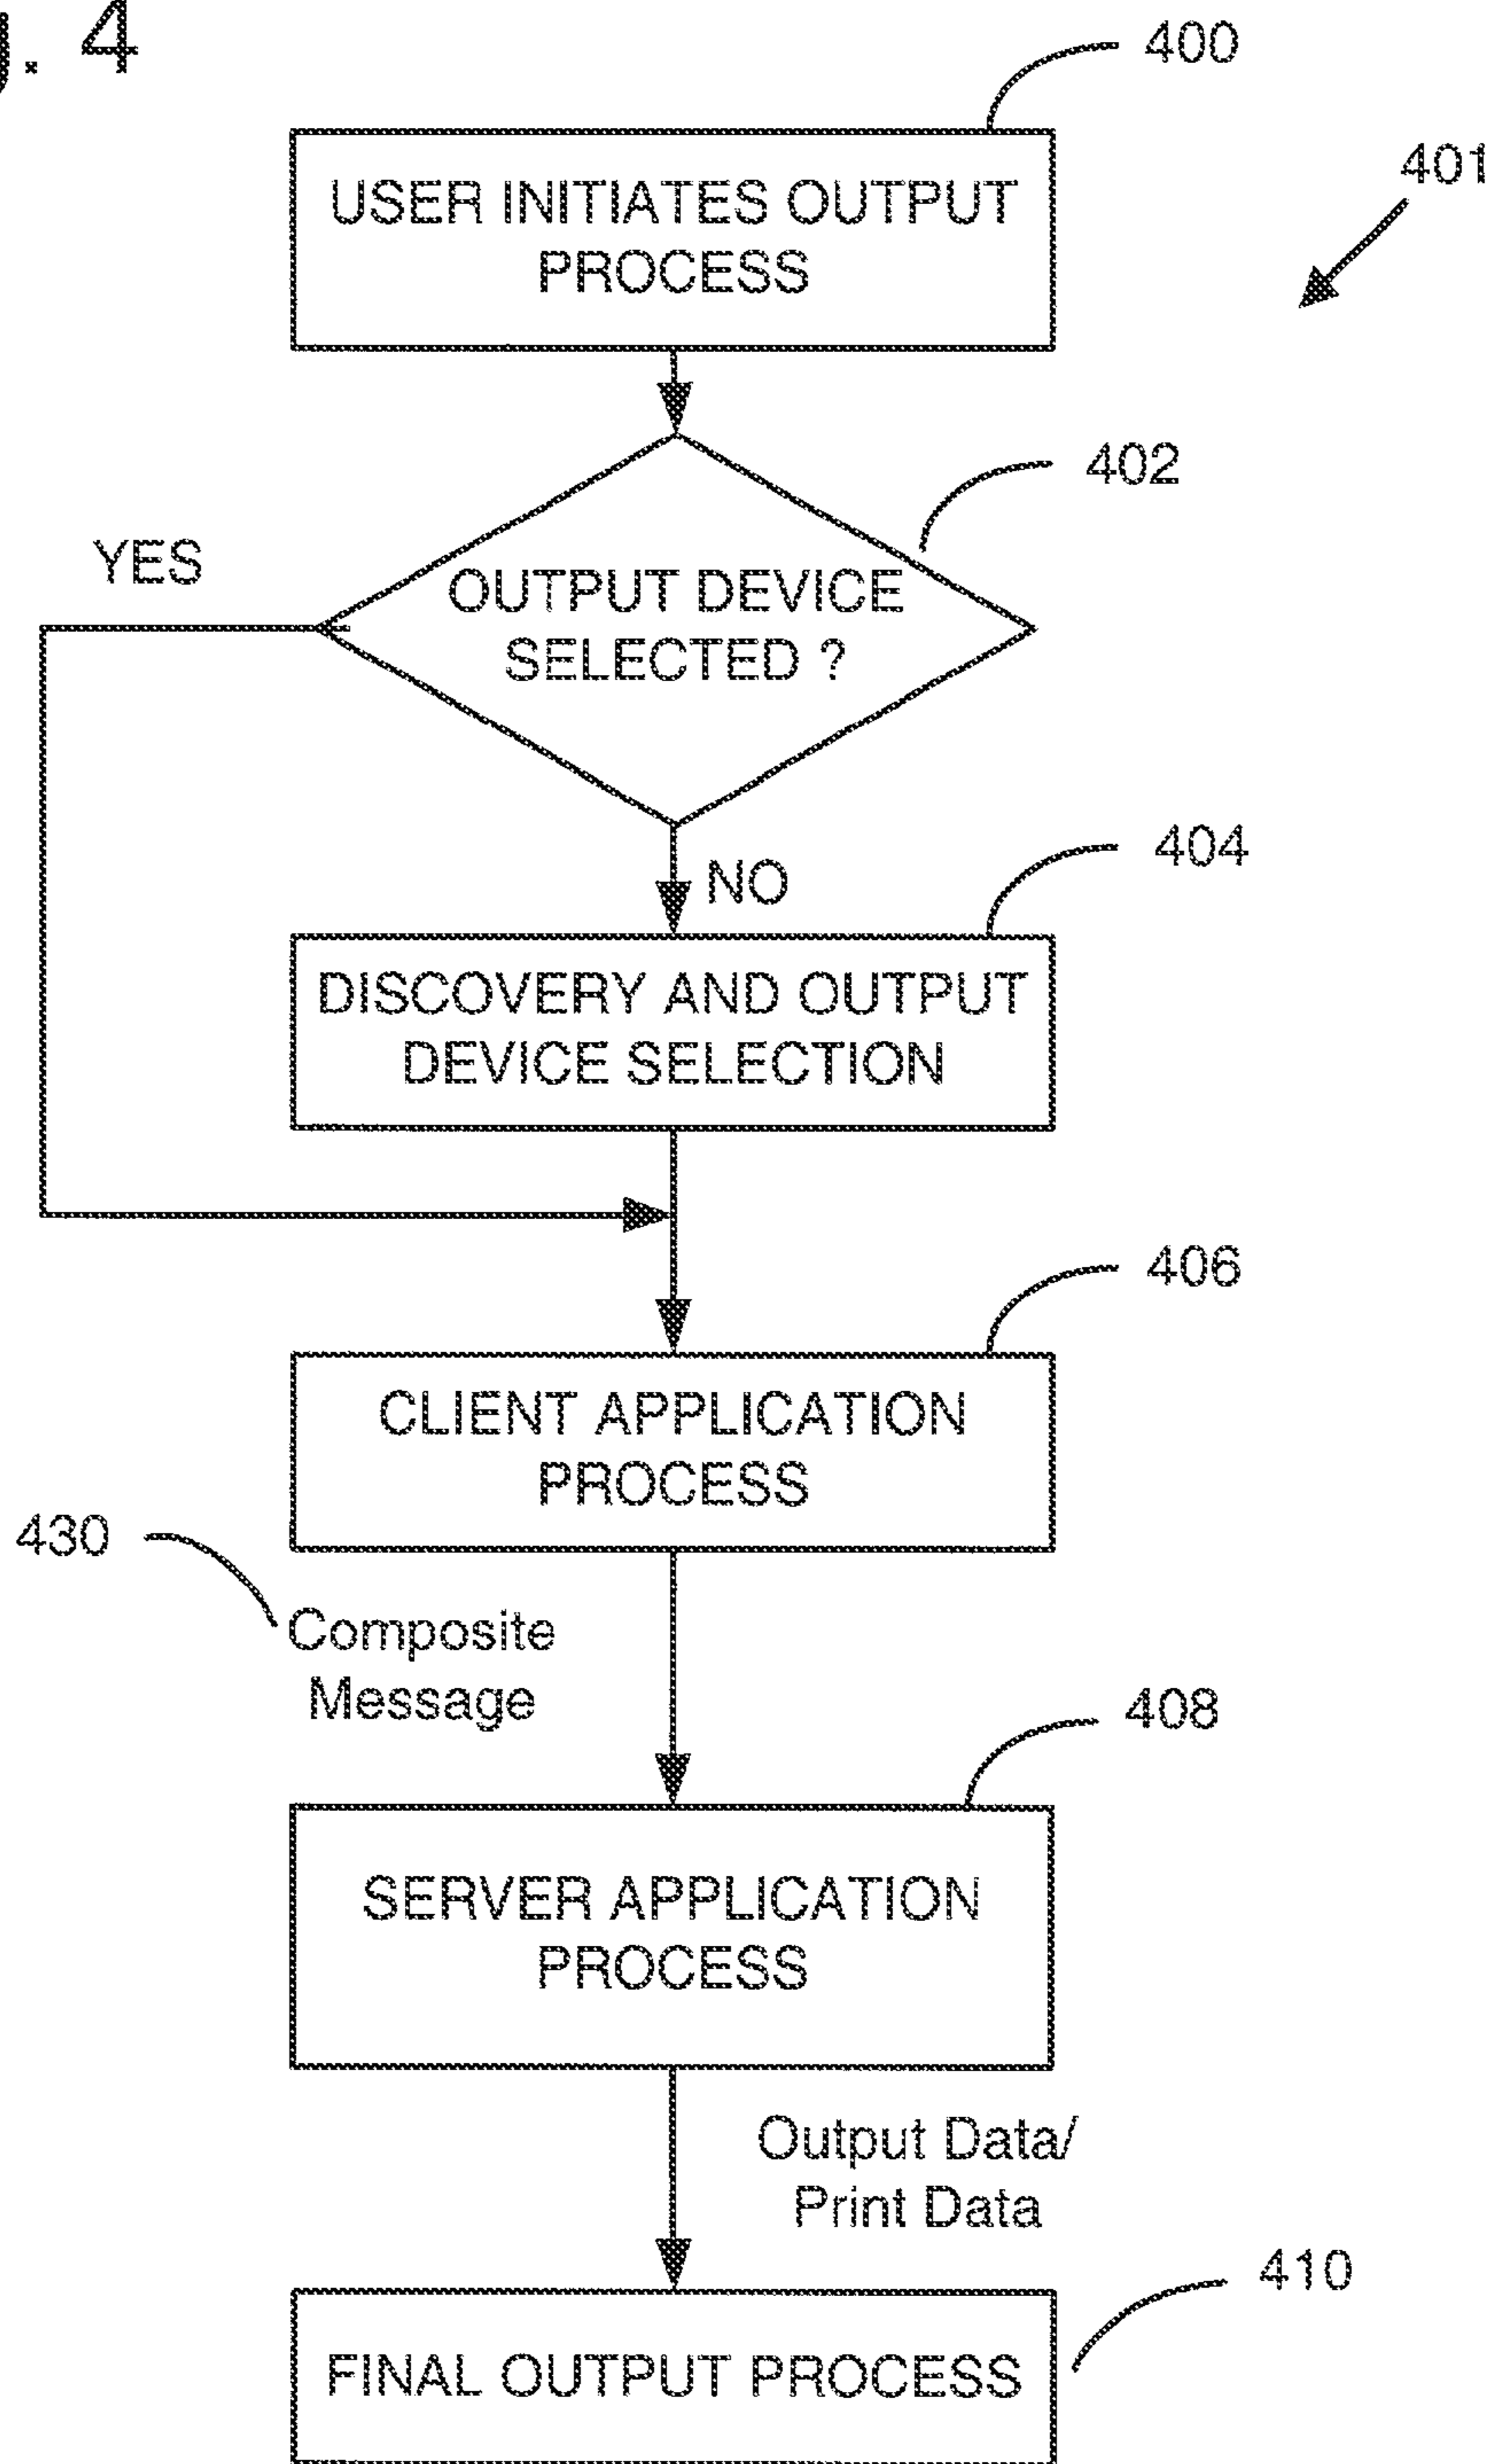 . 4
400
401
USER INITIATES OUTPUT
PROCESS
402
YES
OUTPUT DEVICE
SELECTED ?
NO
404
DISCOVERY AND OUTPUT
DEVICE SELECTION
406
CLIENT APPLICATION
PROCESS
430
Composite
Message
408
SERVER APPLICATION
PROCESS
Output Data/
Print Data
410
FINAL OUTPUT PROCESS